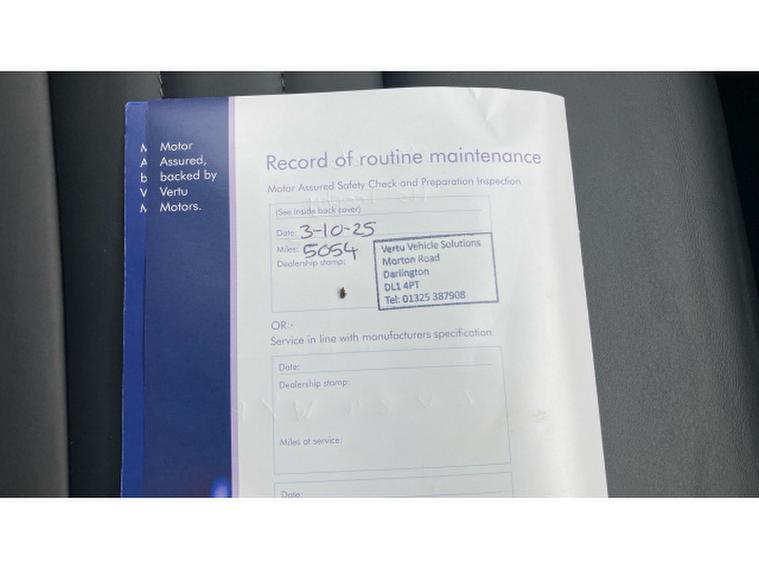 M
A
b
V
M
Motor
Assured,
backed by
Vertu
Motors.
Record of routine maintenance
Motor Assured Safety Check and Preparation Inspection
(See inside back cover)
Date: 3-10-25
Miles: 5054
Dealership stamp:
Vertu Vehicle Solutions
Morton Road
Darlington
DL1 4PT
Tel: 01325 387908
OR:-
Service in line with manufacturers specification
Date:
Dealership stamp:
Miles at service:
Date: